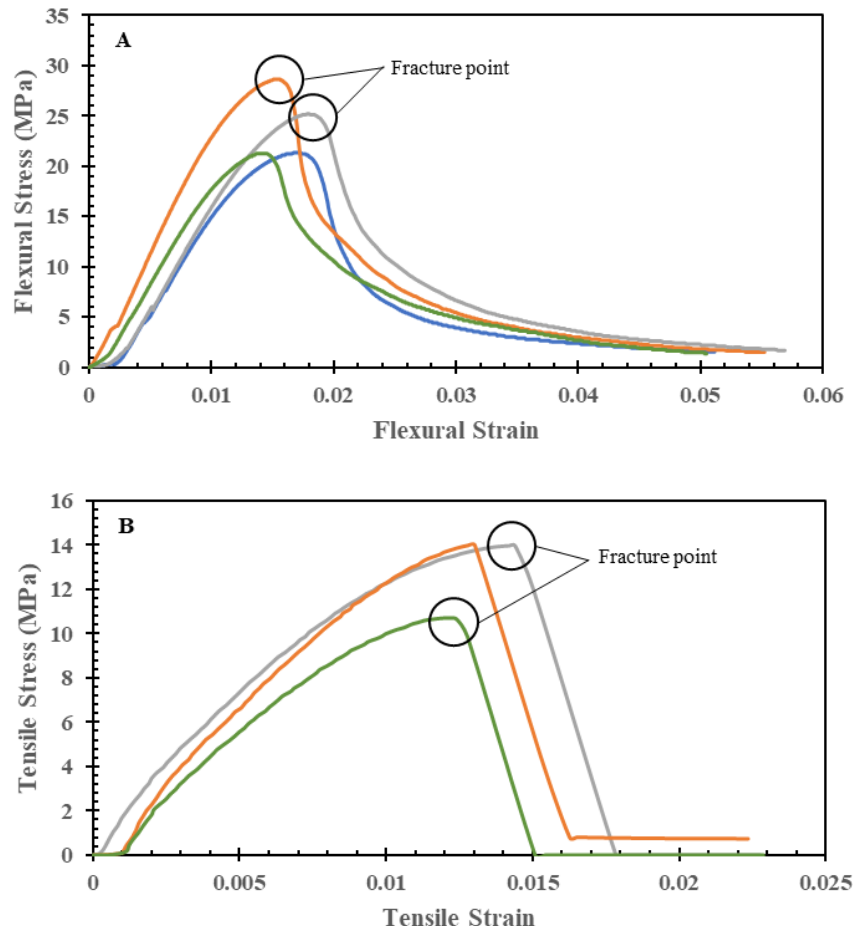 A
Fracture point
Flexural Stress (MPa)
35
30
25
20
15
10
5
0
0 0.01 0.02 0.03 0.04 0.05 0.06
Flexural Strain
B
Fracture point
Tensile Stress (MPa)
16
14
12
10
8
6
4
2
0
0 0.005 0.01 0.015 0.02 0.025
Tensile Strain